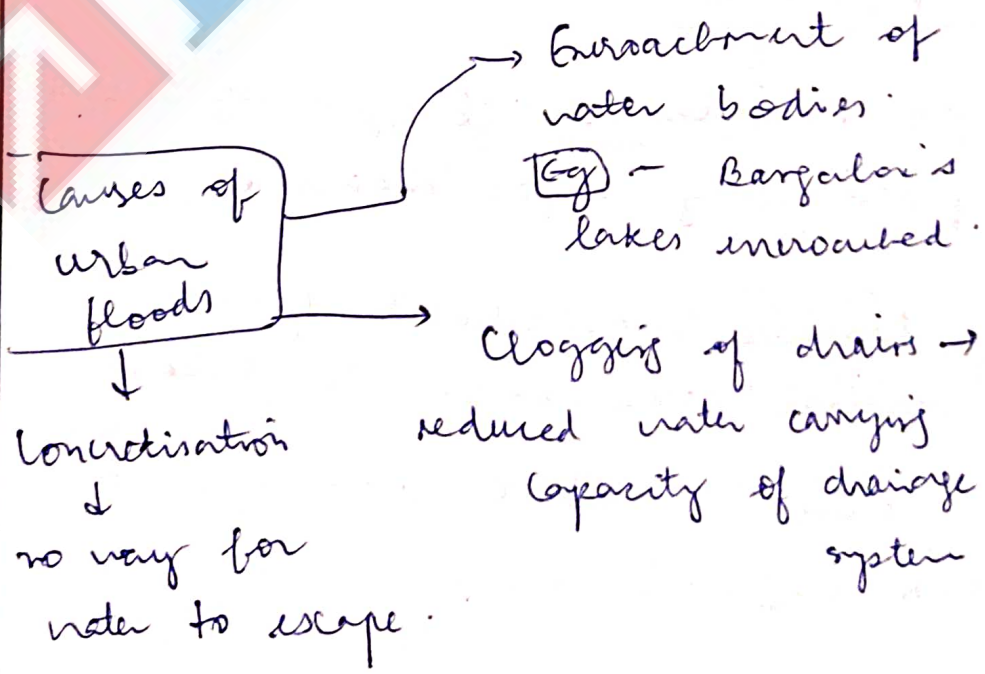 Causes of
urban
floods
→ Encroachment of
water bodies.
Eg - Bangalore's
lakes encroached.
→ Clogging of drains →
reduced water carrying
capacity of drainage
system
↓
Concretisation
↓
no way for
water to escape.